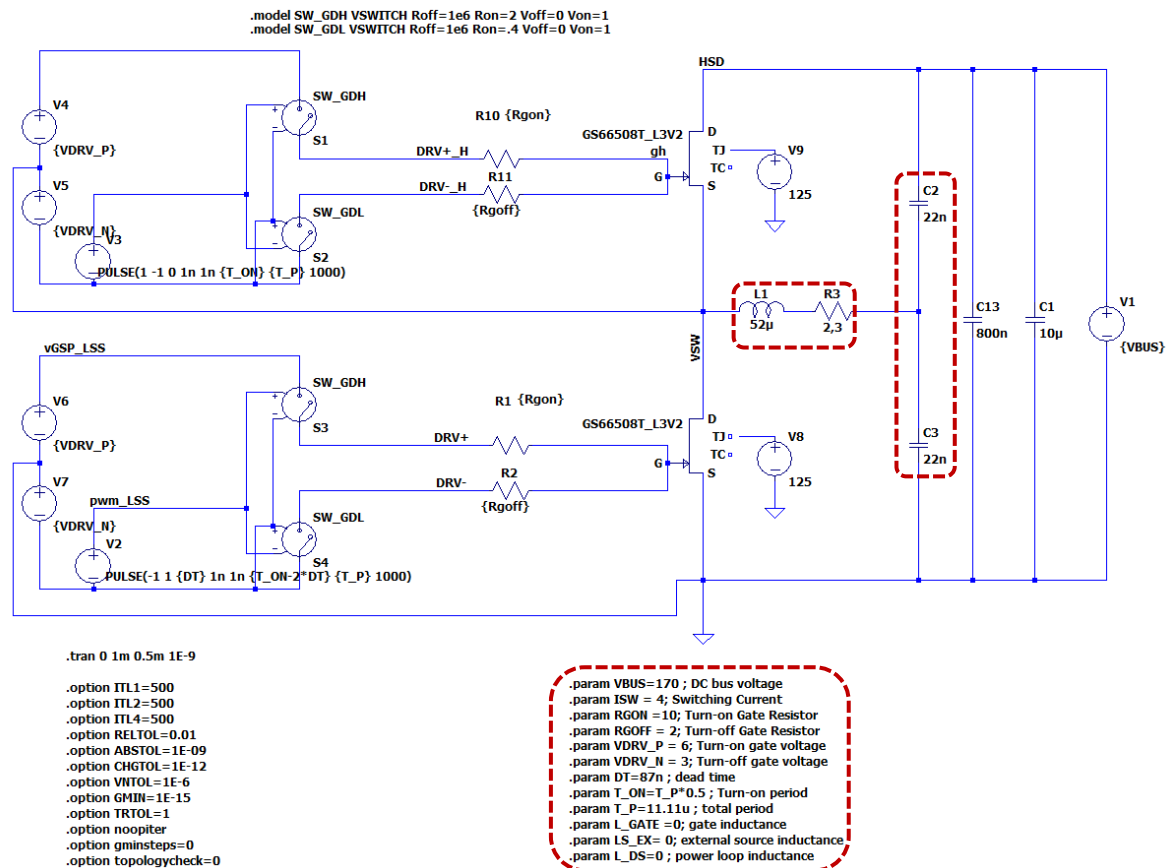 .model SW_GDH VSWITCH Roff=1e6 Ron=2 Voff=0 Von=1
.model SW_GDL VSWITCH Roff=1e6 Ron=.4 Voff=0 Von=1
HSD
V4
{VDRV_P}
SW_GDH
S1
R10 {Rgon}
DRV+_H
GS66508T_L3V2
gh
D
TJ
TC
G
S
V9
125
R11
{Rgoff}
DRV-_H
V5
{VDRV_N}
SW_GDL
S2
V3
PULSE(1 -1 0 1n 1n {T_ON} {T_P} 1000)
C2
22n
L1
52µ
R3
2,3
C13
800n
C1
10µ
V1
{VBUS}
VSW
vGSP_LSS
V6
{VDRV_P}
SW_GDH
S3
R1 {Rgon}
DRV+
GS66508T_L3V2
D
TJ
TC
G
S
V8
125
C3
22n
R2
{Rgoff}
DRV-
V7
{VDRV_N}
pwm_LSS
SW_GDL
S4
V2
PULSE(-1 1 {DT} 1n 1n {T_ON-2*DT} {T_P} 1000)
+
-
+
-
+
-
+
-
+
-
+
-
+
-
+
-
+
-
+
-
+
-
+
-
+
-
.tran 0 1m 0.5m 1E-9
.option ITL1=500
.option ITL2=500
.option ITL4=500
.option RELTOL=0.01
.option ABSTOL=1E-09
.option CHGTOL=1E-12
.option VNTOL=1E-6
.option GMIN=1E-15
.option TRTOL=1
.option noopiter
.option gminsteps=0
.option topologycheck=0
.param VBUS=170 ; DC bus voltage
.param ISW = 4; Switching Current
.param RGON =10; Turn-on Gate Resistor
.param RGOFF = 2; Turn-off Gate Resistor
.param VDRV_P = 6; Turn-on gate voltage
.param VDRV_N = 3; Turn-off gate voltage
.param DT=87n ; dead time
.param T_ON=T_P*0.5 ; Turn-on period
.param T_P=11.11u ; total period
.param L_GATE =0; gate inductance
.param LS_EX= 0; external source inductance
.param L_DS=0 ; power loop inductance